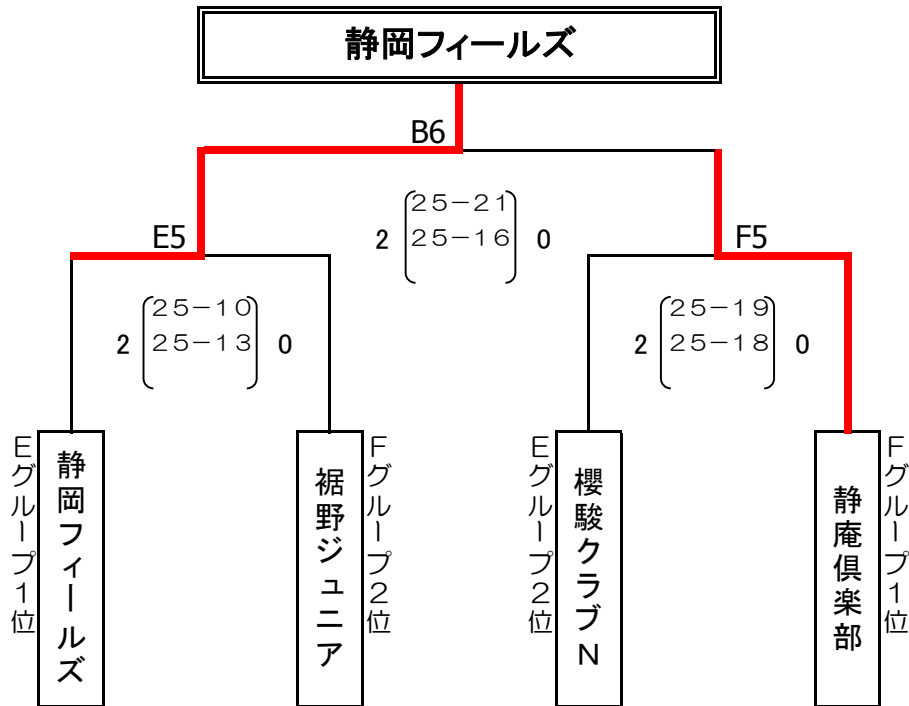 静岡フィールズ
B6
25-21
2 25-16 0
E5
F5
25-10
2 25-13 0
25-19
2 25-18 0
Eグループ1位
静岡フィールズ
裾野ジュニア
Fグループ2位
Eグループ2位
櫻駿クラブN
静庵倶楽部
Fグループ1位